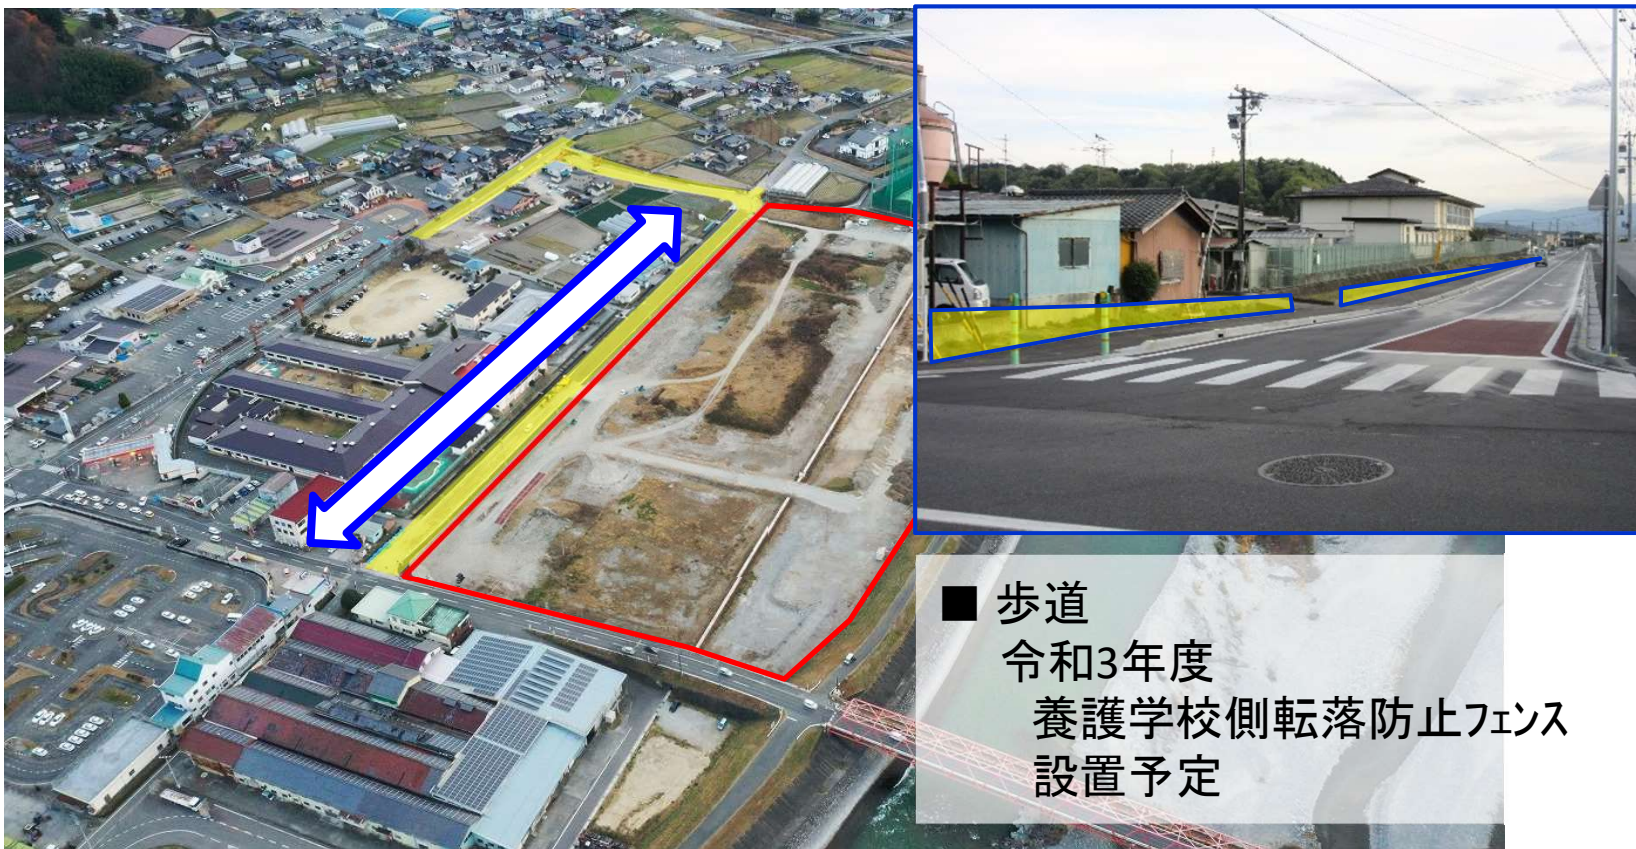 ■ 歩道
令和3年度
養護学校側転落防止フェンス
設置予定